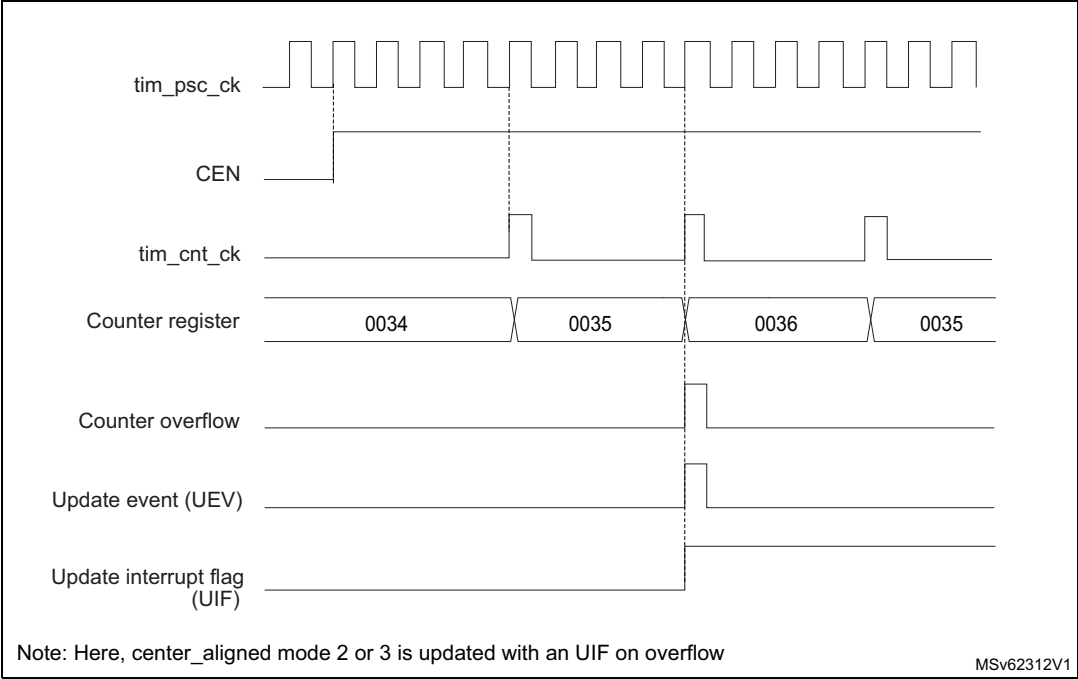 tim_psc_ck
CEN
tim_cnt_ck
Counter register
0034
0035
0036
0035
Counter overflow
Update event (UEV)
Update interrupt flag
(UIF)
Note: Here, center_aligned mode 2 or 3 is updated with an UIF on overflow
MSv62312V1